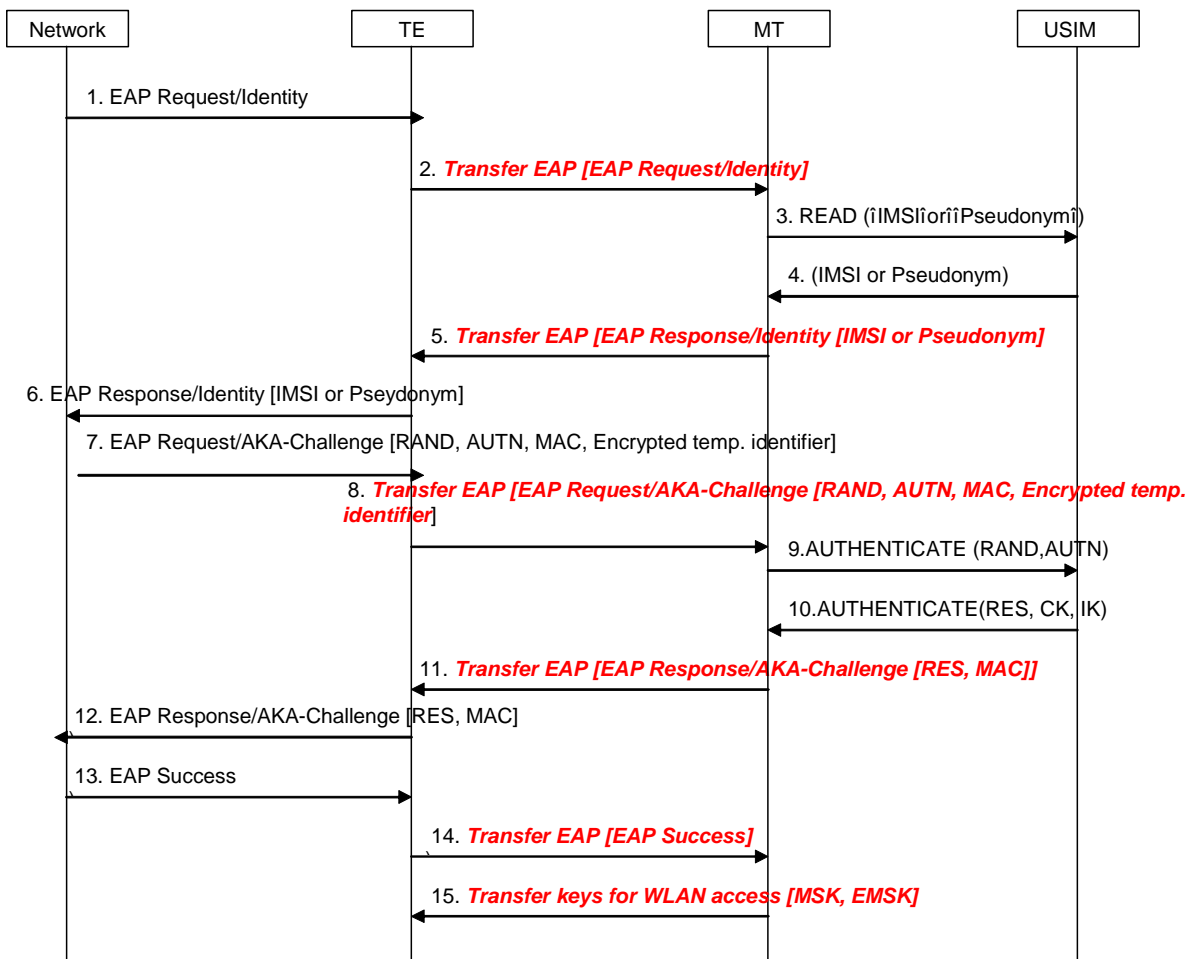 Network
TE
MT
USIM
1. EAP Request/Identity
2. Transfer EAP [EAP Request/Identity]
3. READ (îIMSIîorîîPseudonymî)
4. (IMSI or Pseudonym)
5. Transfer EAP [EAP Response/Identity [IMSI or Pseudonym]
6. EAP Response/Identity [IMSI or Pseydonym]
7. EAP Request/AKA-Challenge [RAND, AUTN, MAC, Encrypted temp. identifier]
8. Transfer EAP [EAP Request/AKA-Challenge [RAND, AUTN, MAC, Encrypted temp.
identifier]
9.AUTHENTICATE (RAND,AUTN)
10.AUTHENTICATE(RES, CK, IK)
11. Transfer EAP [EAP Response/AKA-Challenge [RES, MAC]]
12. EAP Response/AKA-Challenge [RES, MAC]
13. EAP Success
14. Transfer EAP [EAP Success]
15. Transfer keys for WLAN access [MSK, EMSK]